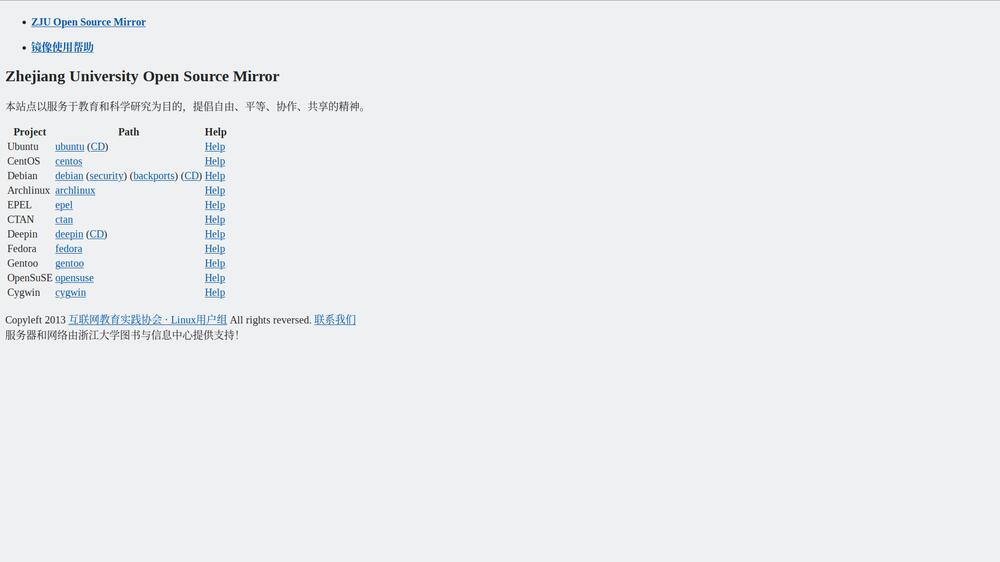 ZJU Open Source Mirror
镜像使用帮助
Zhejiang University Open Source Mirror
本站点以服务于教育和科学研究为目的，提倡自由、平等、协作、共享的精神。
Project Path Help
Ubuntu ubuntu (CD) Help
CentOS centos Help
Debian debian (security) (backports) (CD) Help
Archlinux archlinux Help
EPEL epel Help
CTAN ctan Help
Deepin deepin (CD) Help
Fedora fedora Help
Gentoo gentoo Help
OpenSuSE opensuse Help
Cygwin cygwin Help
Copyleft 2013 互联网教育实践协会 · Linux用户组 All rights reversed. 联系我们
服务器和网络由浙江大学图书与信息中心提供支持！